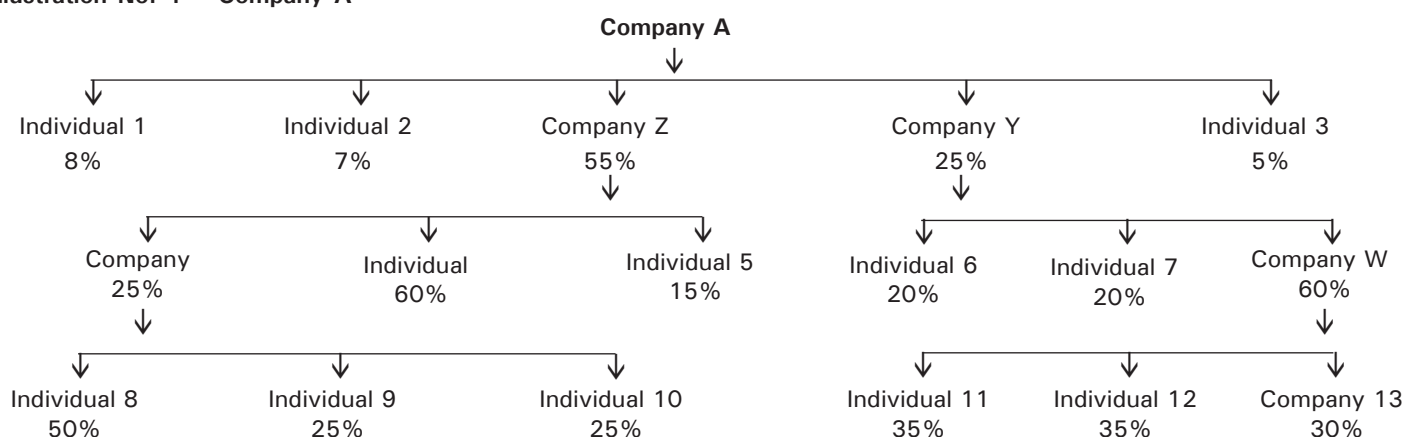 Company A
Individual 1 Individual 2 Company Z Company Y Individual 3
8% 7% 55% 25% 5%
Company Individual Individual 5 Individual 6 Individual 7 Company W
25% 60% 15% 20% 20% 60%
Individual 8 Individual 9 Individual 10 Individual 11 Individual 12 Company 13
50% 25% 25% 35% 35% 30%